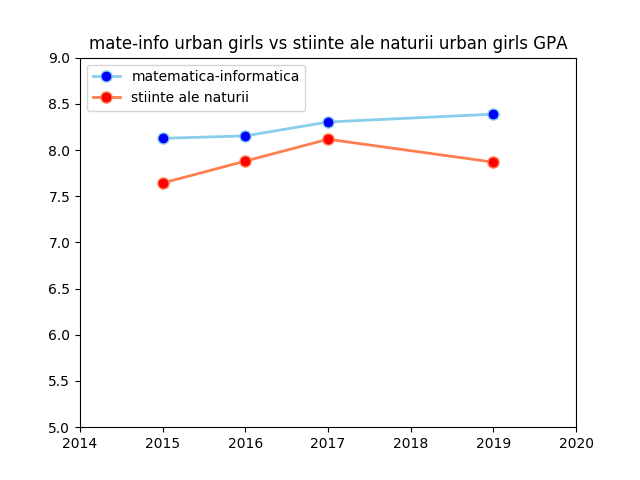 mate-info urban girls vs stiinte ale naturii urban girls GPA
matematica-informatica
stiinte ale naturii
9.0
8.5
8.0
7.5
7.0
6.5
6.0
5.5
5.0
2014 2015 2016 2017 2018 2019 2020